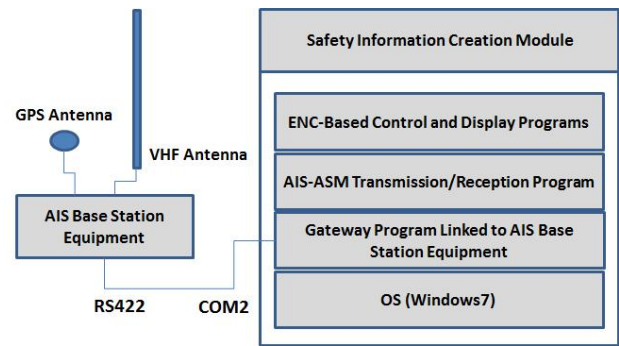 Safety Information Creation Module
GPS Antenna
VHF Antenna
ENC-Based Control and Display Programs
AIS-ASM Transmission/Reception Program
AIS Base Station
Equipment
Gateway Program Linked to AIS Base
Station Equipment
RS422
COM2
OS (Windows7)